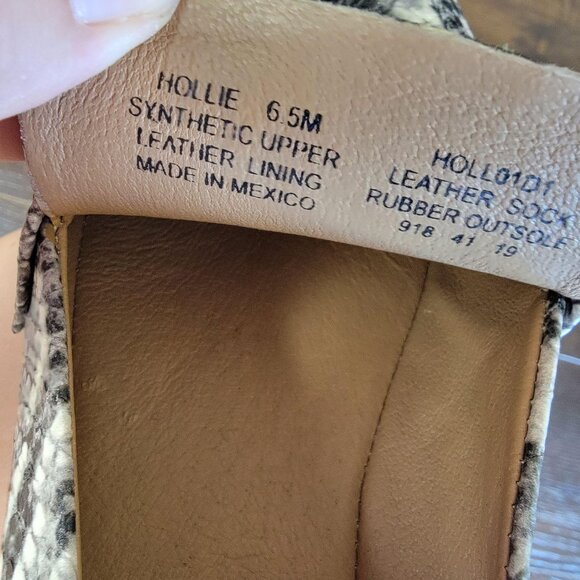 HOLLIE 6.5M
SYNTHETIC UPPER
LEATHER LINING
MADE IN MEXICO
HOLL01D1
LEATHER SOCK
RUBBER OUTSOLE
918 41 19